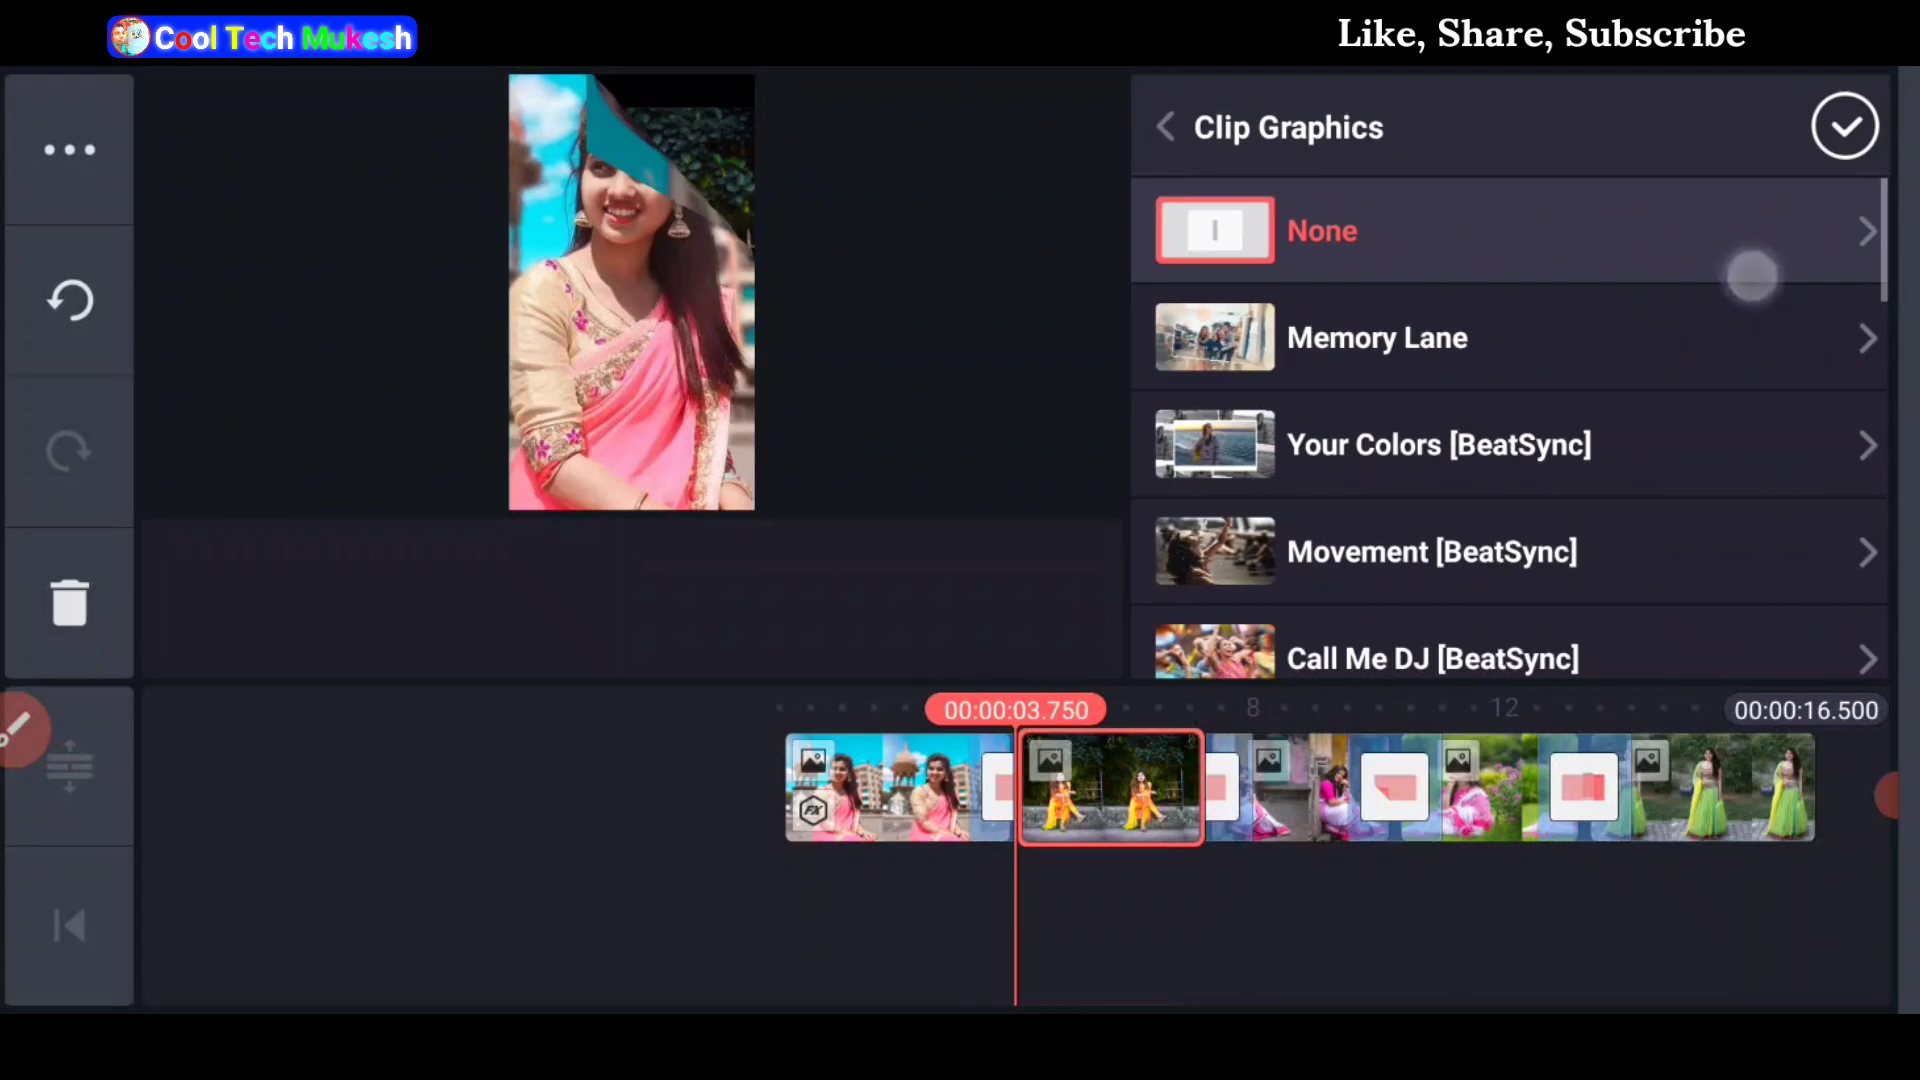 Cool Tech Mukesh
Like, Share, Subscribe
Clip Graphics
None
Memory Lane
Your Colors [BeatSync]
Movement [BeatSync]
Call Me DJ [BeatSync]
00:00:03.750
8
12
00:00:16.500
FX